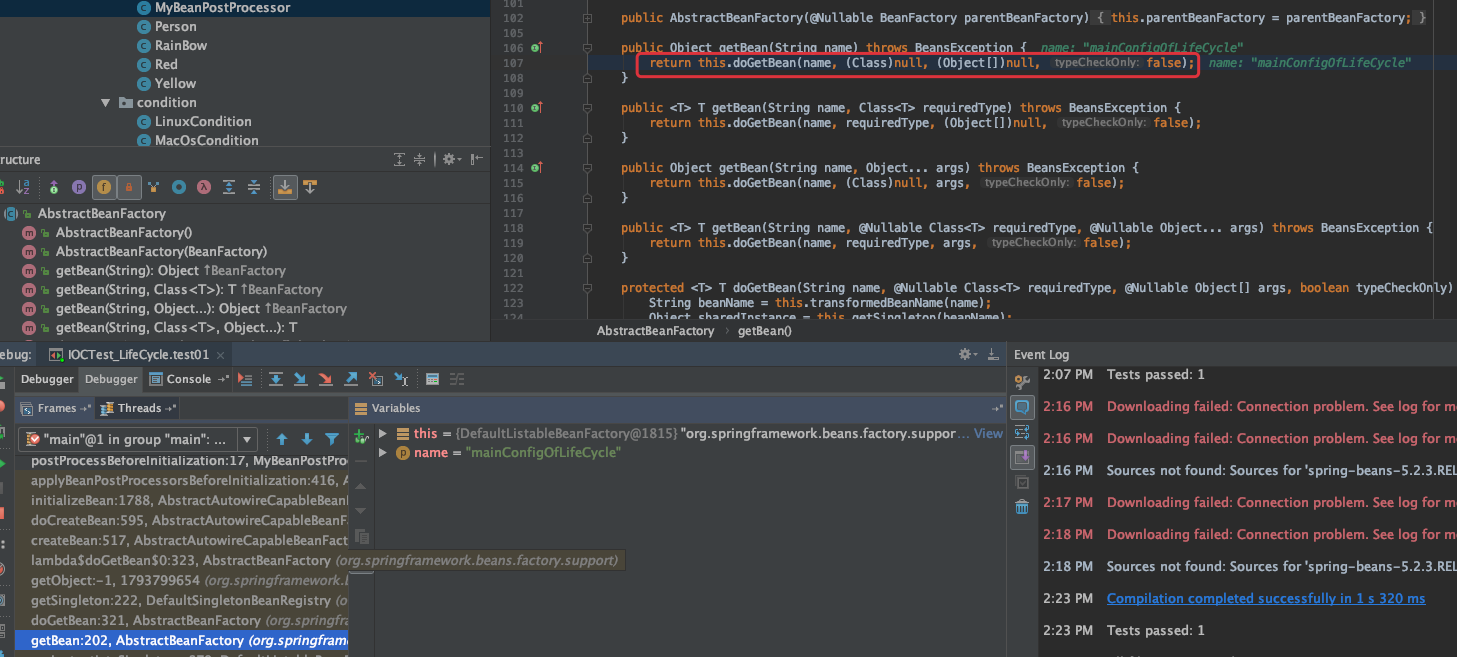 MyBeanPostProcessor
Person
RainBow
Red
Yellow
condition
LinuxCondition
MacOsCondition
ructure
AbstractBeanFactory
AbstractBeanFactory()
AbstractBeanFactory(BeanFactory)
getBean(String): Object ↑BeanFactory
getBean(String, Class<T>): T ↑BeanFactory
getBean(String, Object...): Object ↑BeanFactory
getBean(String, Class<T>, Object...): T
101
102 public AbstractBeanFactory(@Nullable BeanFactory parentBeanFactory) { this.parentBeanFactory = parentBeanFactory; }
105
106 public Object getBean(String name) throws BeansException { name: "mainConfigOfLifeCycle"
107 return this.doGetBean(name, (Class)null, (Object[])null, typeCheckOnly: false); name: "mainConfigOfLifeCycle"
108 }
109
110 public <T> T getBean(String name, Class<T> requiredType) throws BeansException {
111 return this.doGetBean(name, requiredType, (Object[])null, typeCheckOnly: false);
112 }
113
114 public Object getBean(String name, Object... args) throws BeansException {
115 return this.doGetBean(name, (Class)null, args, typeCheckOnly: false);
116 }
117
118 public <T> T getBean(String name, @Nullable Class<T> requiredType, @Nullable Object... args) throws BeansException {
119 return this.doGetBean(name, requiredType, args, typeCheckOnly: false);
120 }
121
122 protected <T> T doGetBean(String name, @Nullable Class<T> requiredType, @Nullable Object[] args, boolean typeCheckOnly)
123 String beanName = this.transformedBeanName(name);
124 Object sharedInstance = this.getSingleton(beanName);
AbstractBeanFactory › getBean()
ebug: IOCTest_LifeCycle.test01 ×
Debugger Debugger Console
Frames Threads
"main"@1 in group "main": ...
postProcessBeforeInitialization:17, MyBeanPostPro
applyBeanPostProcessorsBeforeInitialization:416, A
initializeBean:1788, AbstractAutowireCapableBeanF
doCreateBean:595, AbstractAutowireCapableBeanFa
createBean:517, AbstractAutowireCapableBeanFact
lambda$doGetBean$0:323, AbstractBeanFactory (org.springframework.beans.factory.support)
getObject:-1, 1793799654 (org.springframework.b
getSingleton:222, DefaultSingletonBeanRegistry (o
doGetBean:321, AbstractBeanFactory (org.springfra
getBean:202, AbstractBeanFactory (org.springfram
Variables
this = {DefaultListableBeanFactory@1815} "org.springframework.beans.factory.suppor... View
name = "mainConfigOfLifeCycle"
Event Log
2:07 PM Tests passed: 1
2:16 PM Downloading failed: Connection problem. See log for m
2:16 PM Downloading failed: Connection problem. See log for m
2:16 PM Sources not found: Sources for 'spring-beans-5.2.3.REL
2:17 PM Downloading failed: Connection problem. See log for m
2:18 PM Downloading failed: Connection problem. See log for m
2:18 PM Sources not found: Sources for 'spring-beans-5.2.3.REL
2:23 PM Compilation completed successfully in 1 s 320 ms
2:23 PM Tests passed: 1